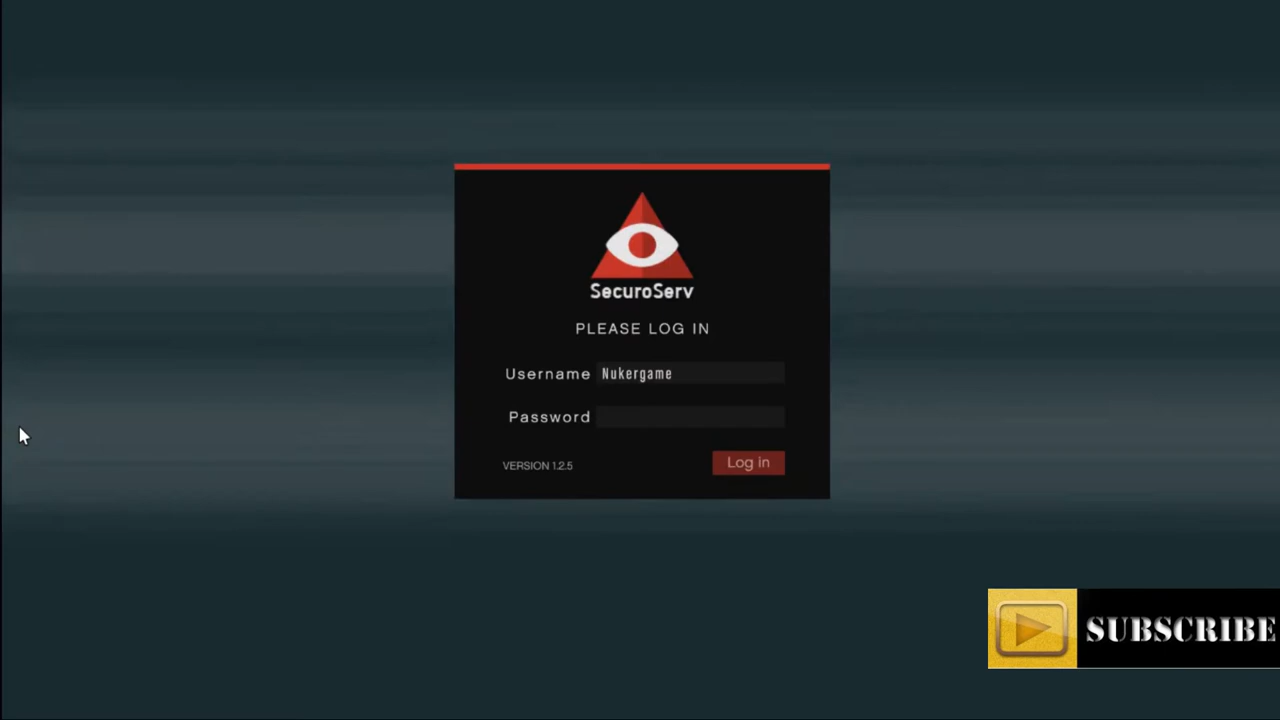 SecuroServ
PLEASE LOG IN
Username Nukergame
Password
VERSION 1.2.5 Log in
SUBSCRIBE